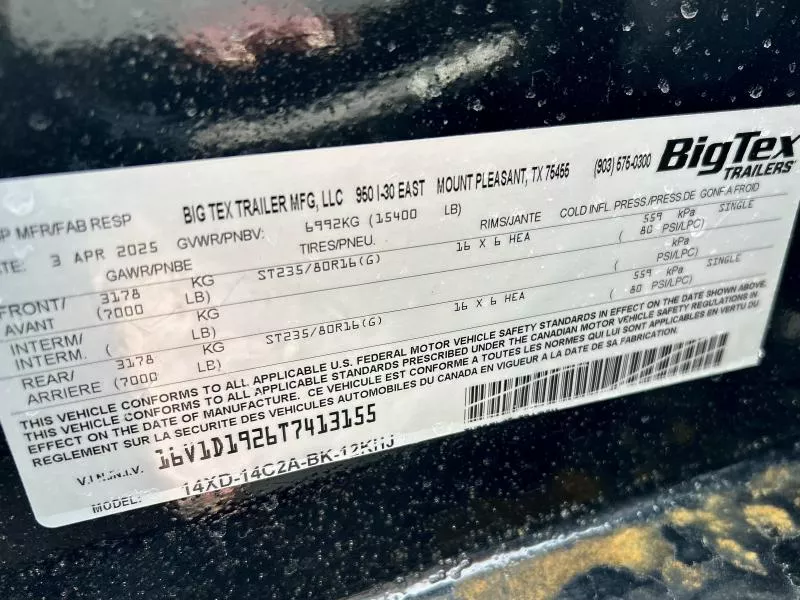 SP MFR/FAB RESP BIG TEX TRAILER MFG, LLC 950 I-30 EAST MOUNT PLEASANT, TX 75455 (903) 575-0300 BigTex TRAILERS
TE: 3 APR 2025 GVWR/PNBV: 6992KG (15400 LB)
GAWR/PNBE TIRES/PNEU. RIMS/JANTE COLD INFL PRESS/PRESS.DE GONF A FROID
FRONT/ 3178 KG ST235/80R16(G) 16 X 6 HEA 559 kPa SINGLE
AVANT (7000 LB) ( 80 PSI/LPC)
INTERM/ KG kPa
INTERM. ( LB) ( PSI/LPC)
REAR/ 3178 KG ST235/80R16(G) 16 X 6 HEA 559 kPa SINGLE
ARRIERE (7000 LB) ( 80 PSI/LPC)
THIS VEHICLE CONFORMS TO ALL APPLICABLE U.S. FEDERAL MOTOR VEHICLE SAFETY STANDARDS IN EFFECT ON THE DATE SHOWN ABOVE.
THIS VEHICLE CONFORMS TO ALL APPLICABLE STANDARDS PRESCRIBED UNDER THE CANADIAN MOTOR VEHICLE SAFETY REGULATIONS IN
EFFECT ON THE DATE OF MANUFACTURE. CE VEHICULE EST CONFORME A TOUTES LES NORMES QUI LUI SONT APPLICABLES EN VERTU DU
REGLEMENT SUR LA SECURITE DES VEHICULES AUTOMOBILES DU CANADA EN VIGUEUR A LA DATE DE SA FABRICATION.
V.I.N./N.I.V. 16V1D1926T7413155
MODEL: 14XD-14C2A-BK-12KHJ